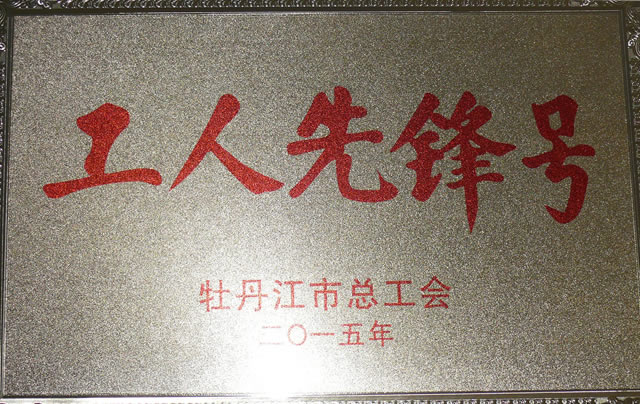 工人先锋号
牡丹江市总工会
二〇一五年